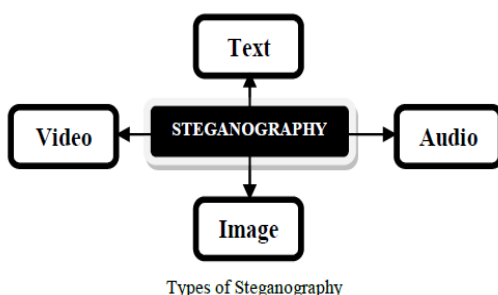 Text
Video
STEGANOGRAPHY
Audio
Image
Types of Steganography